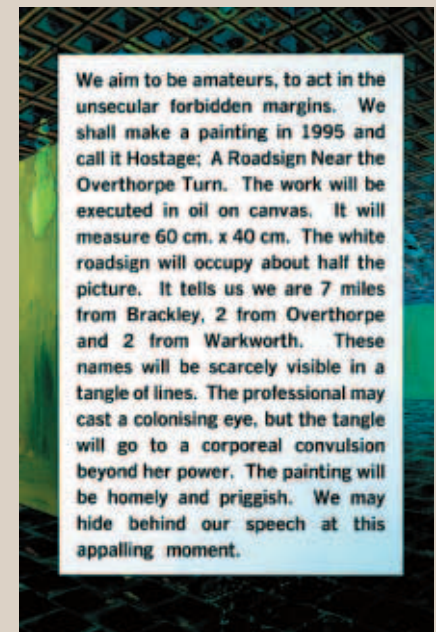 We aim to be amateurs, to act in the
unsecular forbidden margins. We
shall make a painting in 1995 and
call it Hostage; A Roadsign Near the
Overthorpe Turn. The work will be
executed in oil on canvas. It will
measure 60 cm. x 40 cm. The white
roadsign will occupy about half the
picture. It tells us we are 7 miles
from Brackley, 2 from Overthorpe
and 2 from Warkworth. These
names will be scarcely visible in a
tangle of lines. The professional may
cast a colonising eye, but the tangle
will go to a corporeal convulsion
beyond her power. The painting will
be homely and priggish. We may
hide behind our speech at this
appalling moment.